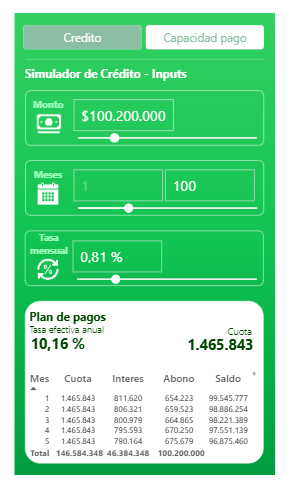 Credito Capacidad pago
Simulador de Crédito - Inputs
Monto
$100.200.000
Meses
1 100
Tasa
mensual
0,81 %
Plan de pagos
Tasa efectiva anual Cuota
10,16 % 1.465.843
Mes Cuota Interes Abono Saldo
1 1.465.843 811.620 654.223 99.545.777
2 1.465.843 806.321 659.523 98.886.254
3 1.465.843 800.979 664.865 98.221.389
4 1.465.843 795.593 670.250 97.551.139
5 1.465.843 790.164 675.679 96.875.460
Total 146.584.348 46.384.348 100.200.000